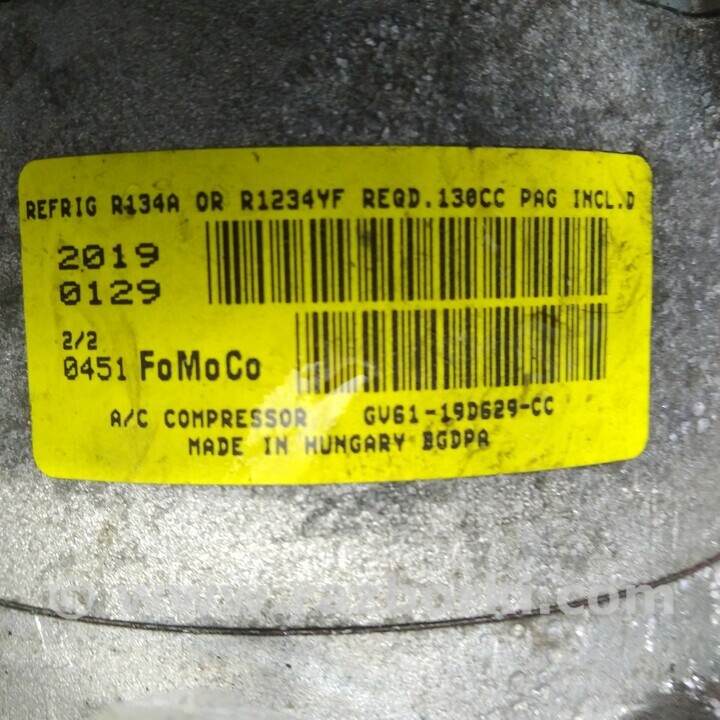 REFRIG R134A OR R1234YF REQD.130CC PAG INCL.D
2019
0129
2/2
0451 FoMoCo
A/C COMPRESSOR GV61-19D629-CC
MADE IN HUNGARY BGDPA